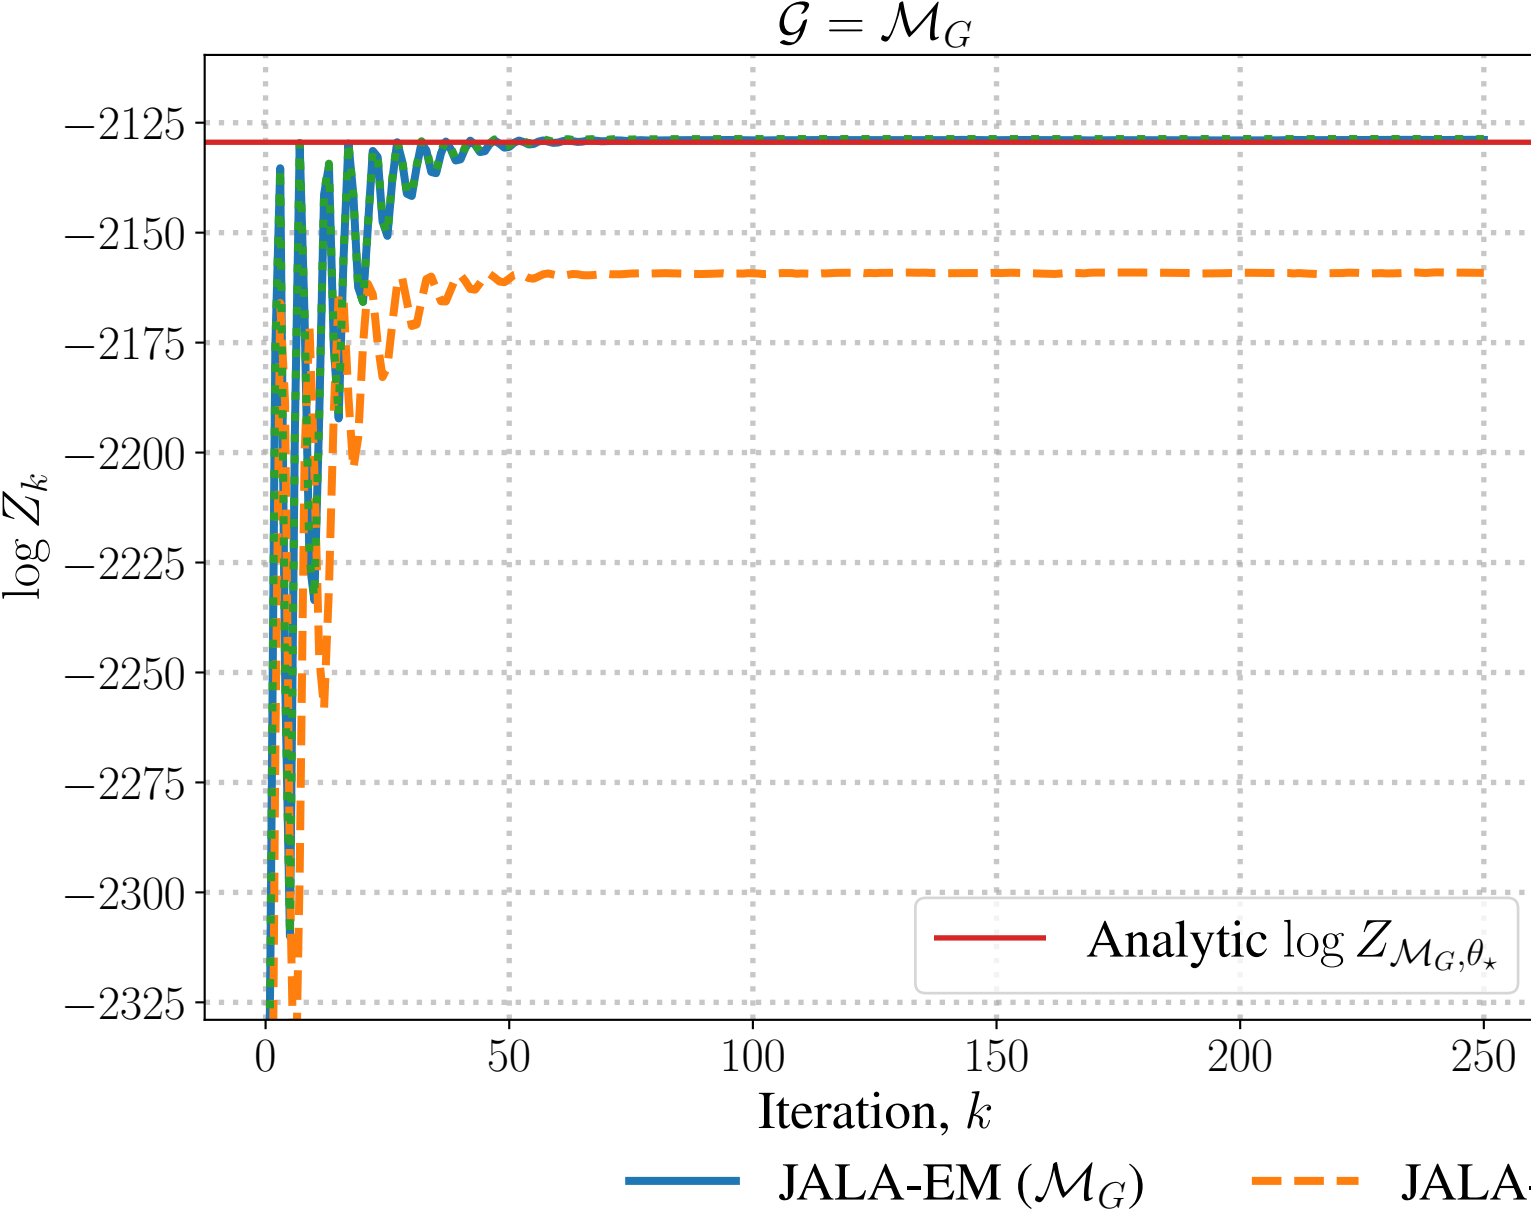 𝒢 = ℳ_G
−2125
−2150
−2175
−2200
−2225
−2250
−2275
−2300
−2325
log Z_k
Analytic log Z_{ℳ_G,θ⋆}
0 50 100 150 200 250
Iteration, k
JALA-EM (ℳ_G) JALA-